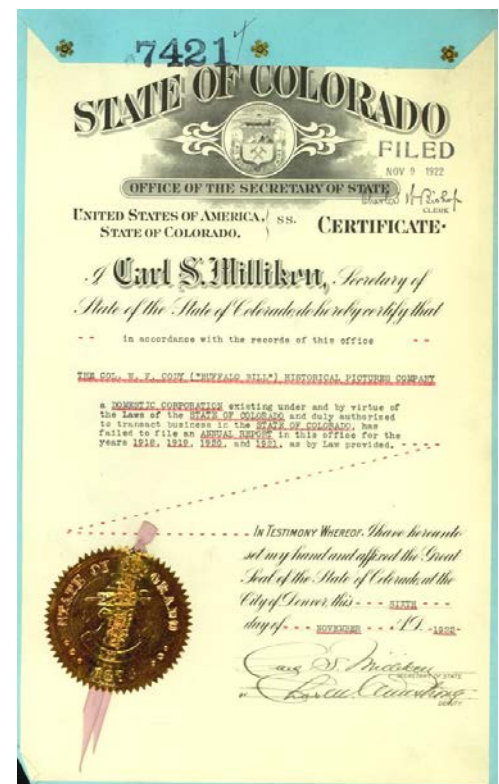 7421
STATE OF COLORADO
FILED
NOV 9 1922
OFFICE OF THE SECRETARY OF STATE
Charles H Bishop
CLERK
UNITED STATES OF AMERICA, } ss.
STATE OF COLORADO.
CERTIFICATE.
I Carl S. Milliken, Secretary of
State of the State of Colorado, do hereby certify that
-- in accordance with the records of this office --
THE COL. W. F. CODY ("BUFFALO BILL") HISTORICAL PICTURES COMPANY
a DOMESTIC CORPORATION existing under and by virtue of
the Laws of the STATE OF COLORADO and duly authorized
to transact business in the STATE OF COLORADO, has
failed to file an ANNUAL REPORT in this office for the
years 1918, 1919, 1920, and 1921, as by Law provided.
IN TESTIMONY WHEREOF I have hereunto
set my hand and affixed the Great
Seal of the State of Colorado, at the
City of Denver, this - - - SIXTH - - -
day of - - - NOVEMBER - - - A.D. - 1922 -
Carl S. Milliken
SECRETARY OF STATE
Armstrong
DEPUTY
STATE OF COLORADO